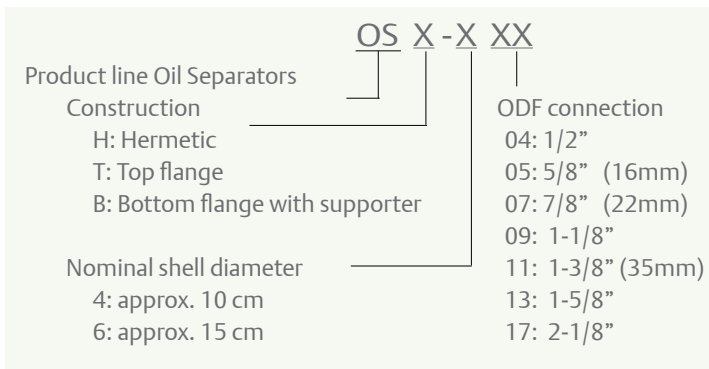 OS X - X XX
Product line Oil Separators
Construction
H: Hermetic
T: Top flange
B: Bottom flange with supporter
Nominal shell diameter
4: approx. 10 cm
6: approx. 15 cm
ODF connection
04: 1/2”
05: 5/8” (16mm)
07: 7/8” (22mm)
09: 1-1/8”
11: 1-3/8” (35mm)
13: 1-5/8”
17: 2-1/8”